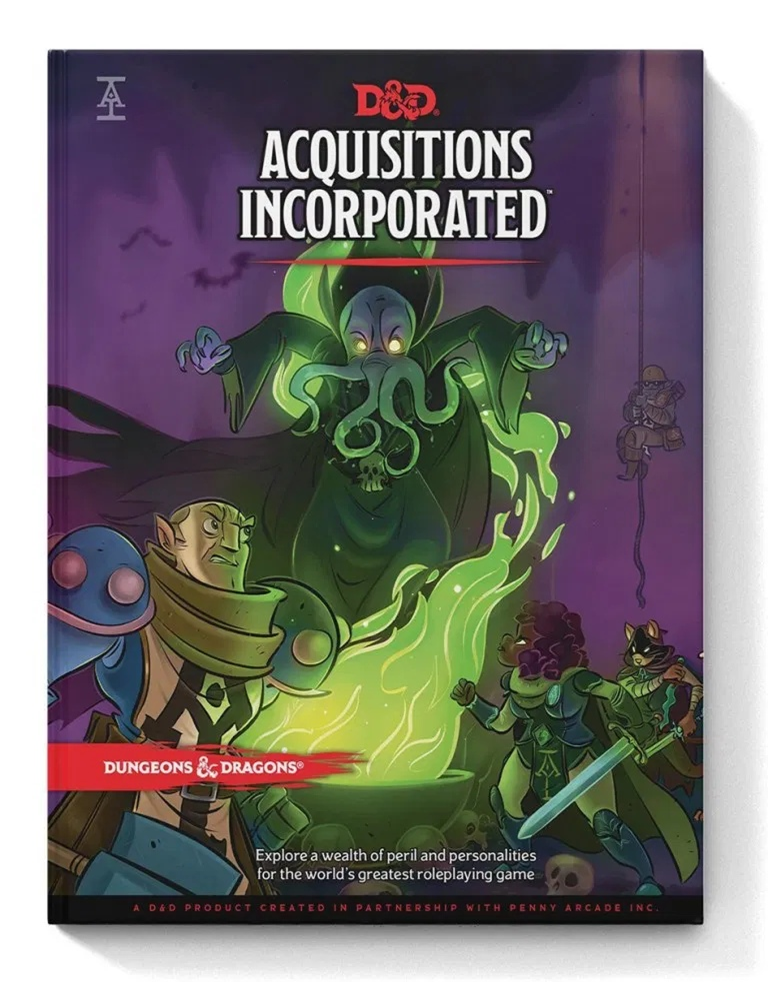 AI
D&D®
ACQUISITIONS
INCORPORATED™
DUNGEONS & DRAGONS®
Explore a wealth of peril and personalities
for the world's greatest roleplaying game
A D&D PRODUCT CREATED IN PARTNERSHIP WITH PENNY ARCADE INC.